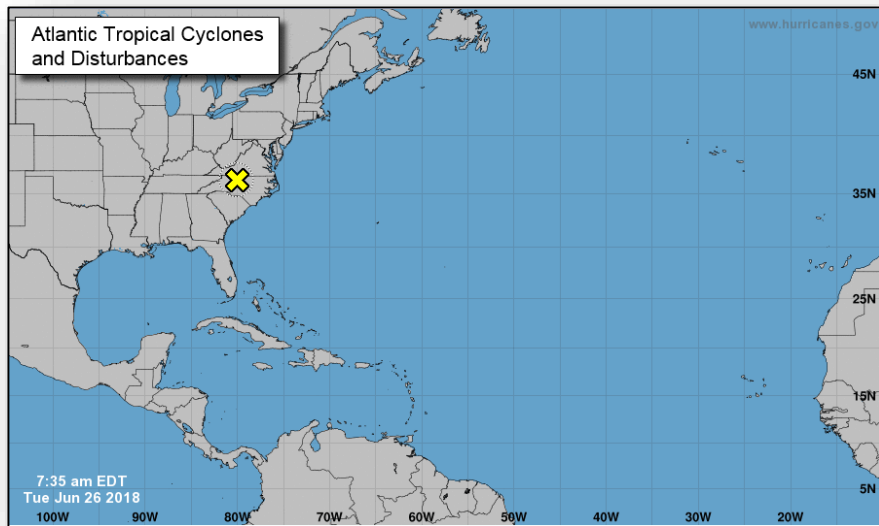 Atlantic Tropical Cyclones
and Disturbances
www.hurricanes.gov
45N
35N
25N
15N
5N
7:35 am EDT
Tue Jun 26 2018
100W 90W 80W 70W 60W 50W 40W 30W 20W 10W